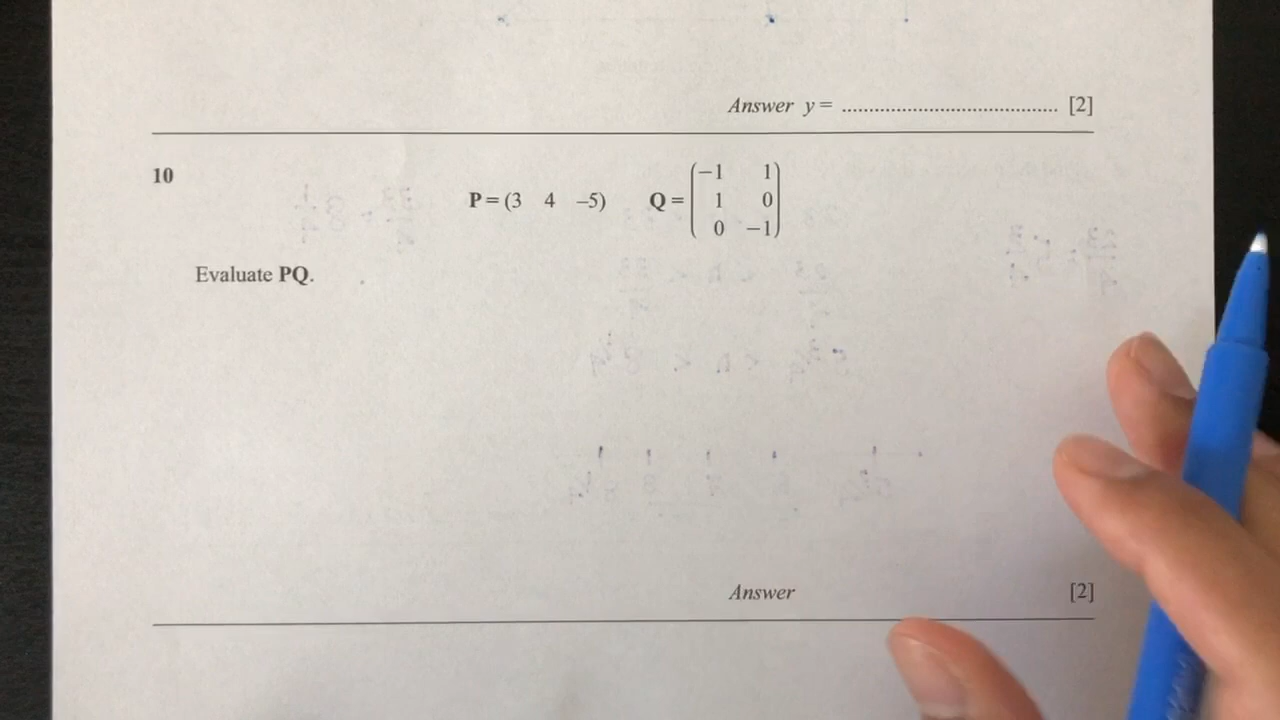 Answer y = ........................................ [2]
10
P = (3 4 –5) Q = (−1 1
1 0
0 −1)
Evaluate PQ.
Answer [2]